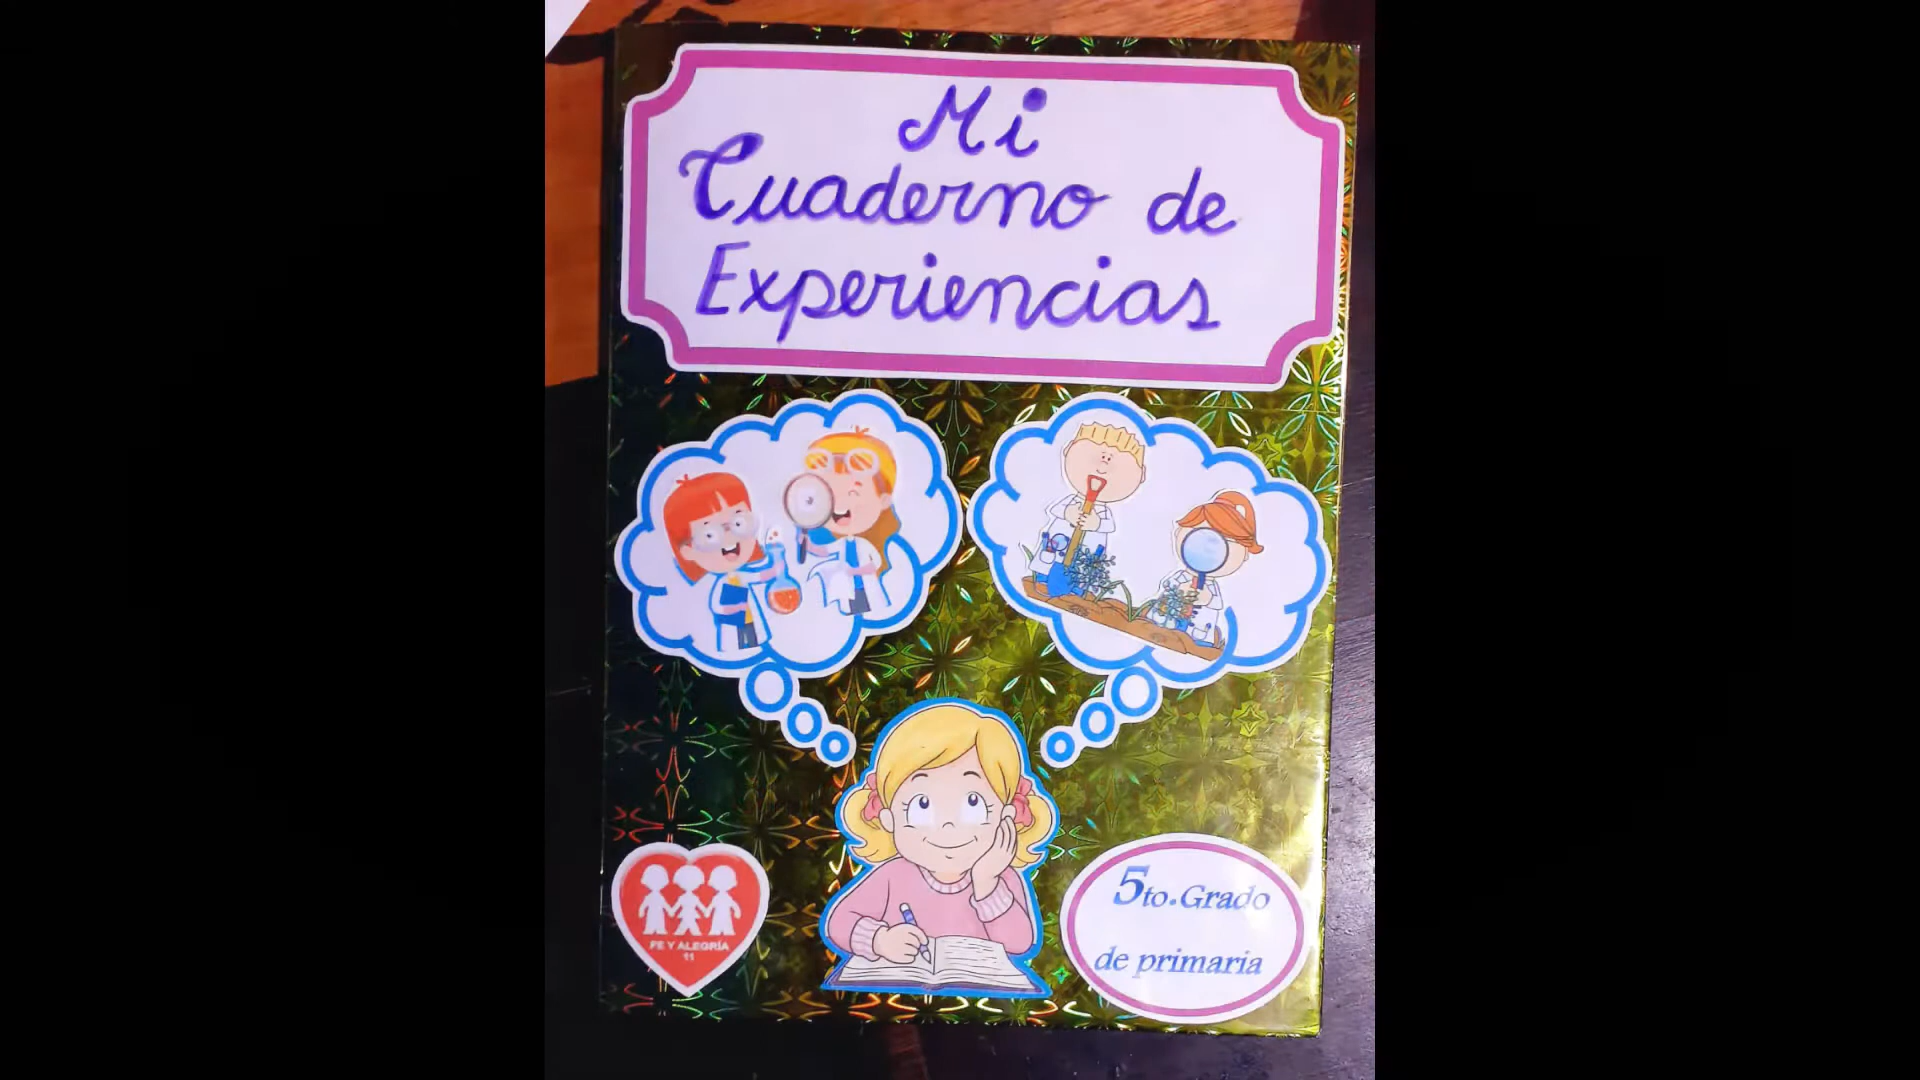 Mi
Cuaderno de
Experiencias
FE Y ALEGRÍA
11
5to.Grado
de primaria